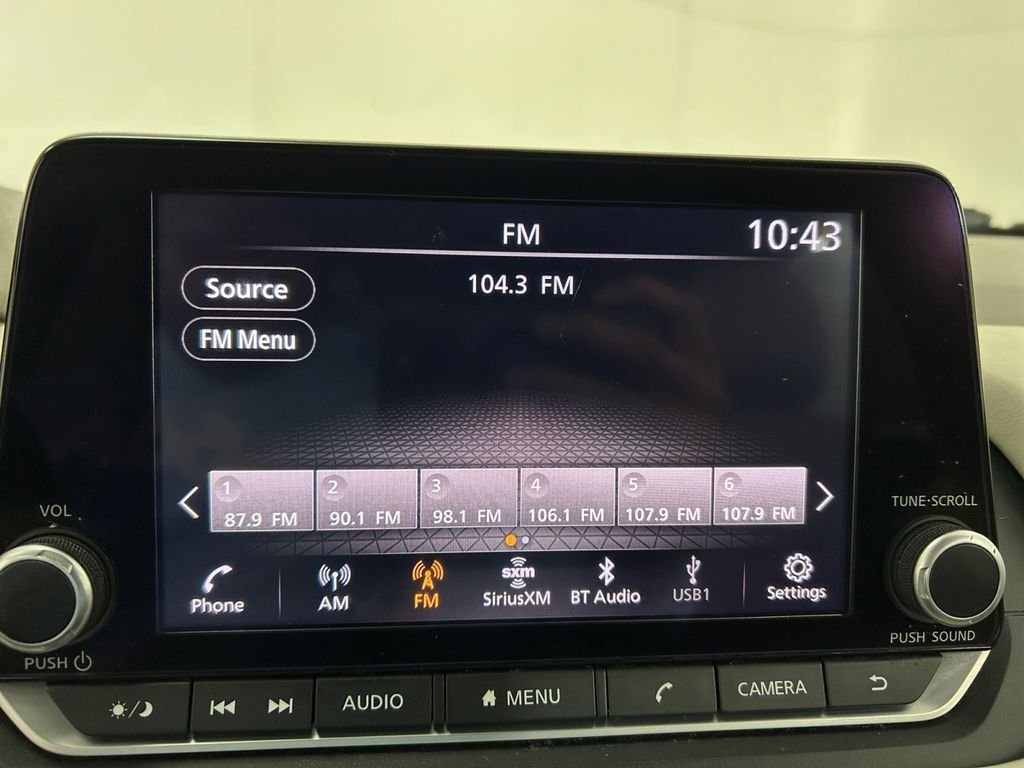 FM
10:43
Source
104.3 FM
FM Menu
1
2
3
4
5
6
87.9 FM
90.1 FM
98.1 FM
106.1 FM
107.9 FM
107.9 FM
VOL
TUNE·SCROLL
Phone
AM
FM
sxm
SiriusXM
BT Audio
USB1
Settings
PUSH
PUSH SOUND
AUDIO
MENU
CAMERA